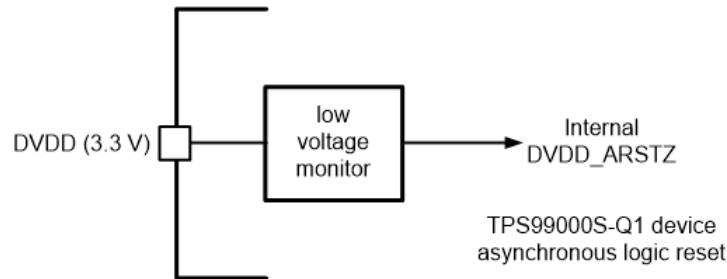 DVDD (3.3 V)
low
voltage
monitor
Internal
DVDD_ARSTZ
TPS99000S-Q1 device
asynchronous logic reset